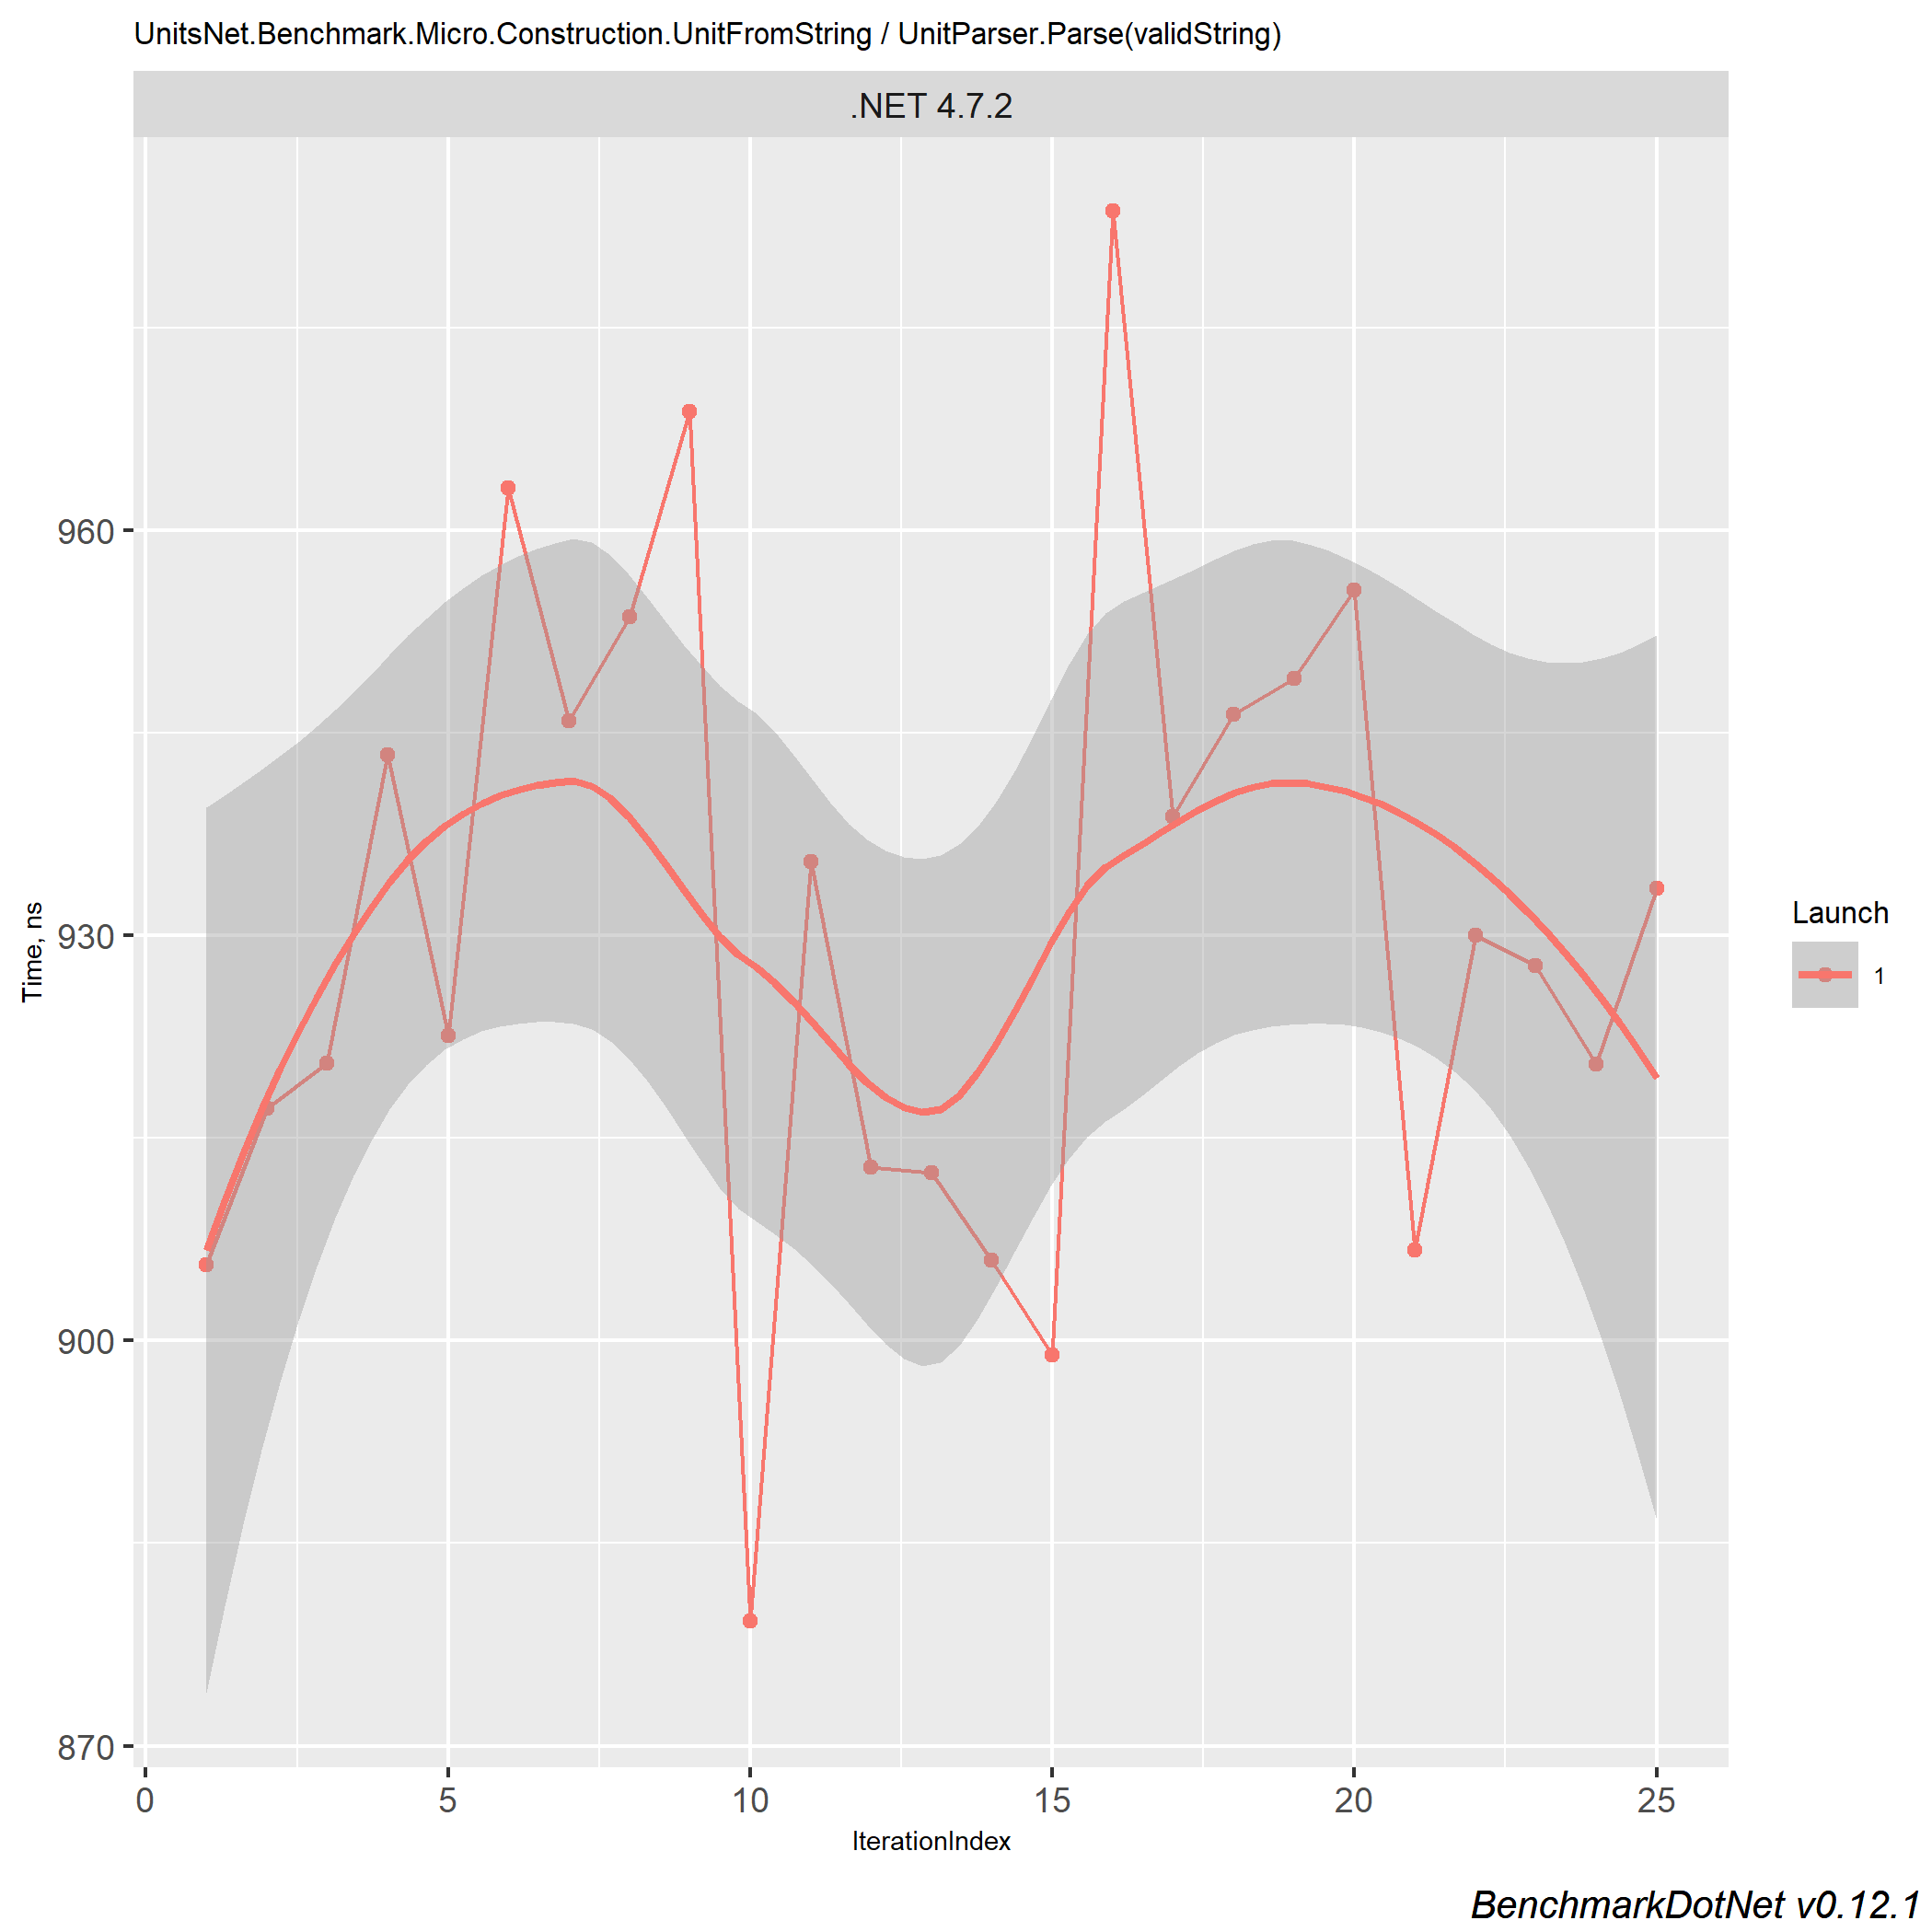 UnitsNet.Benchmark.Micro.Construction.UnitFromString / UnitParser.Parse(validString)
.NET 4.7.2
960
930
900
870
Time, ns
0 5 10 15 20 25
IterationIndex
Launch
1
BenchmarkDotNet v0.12.1